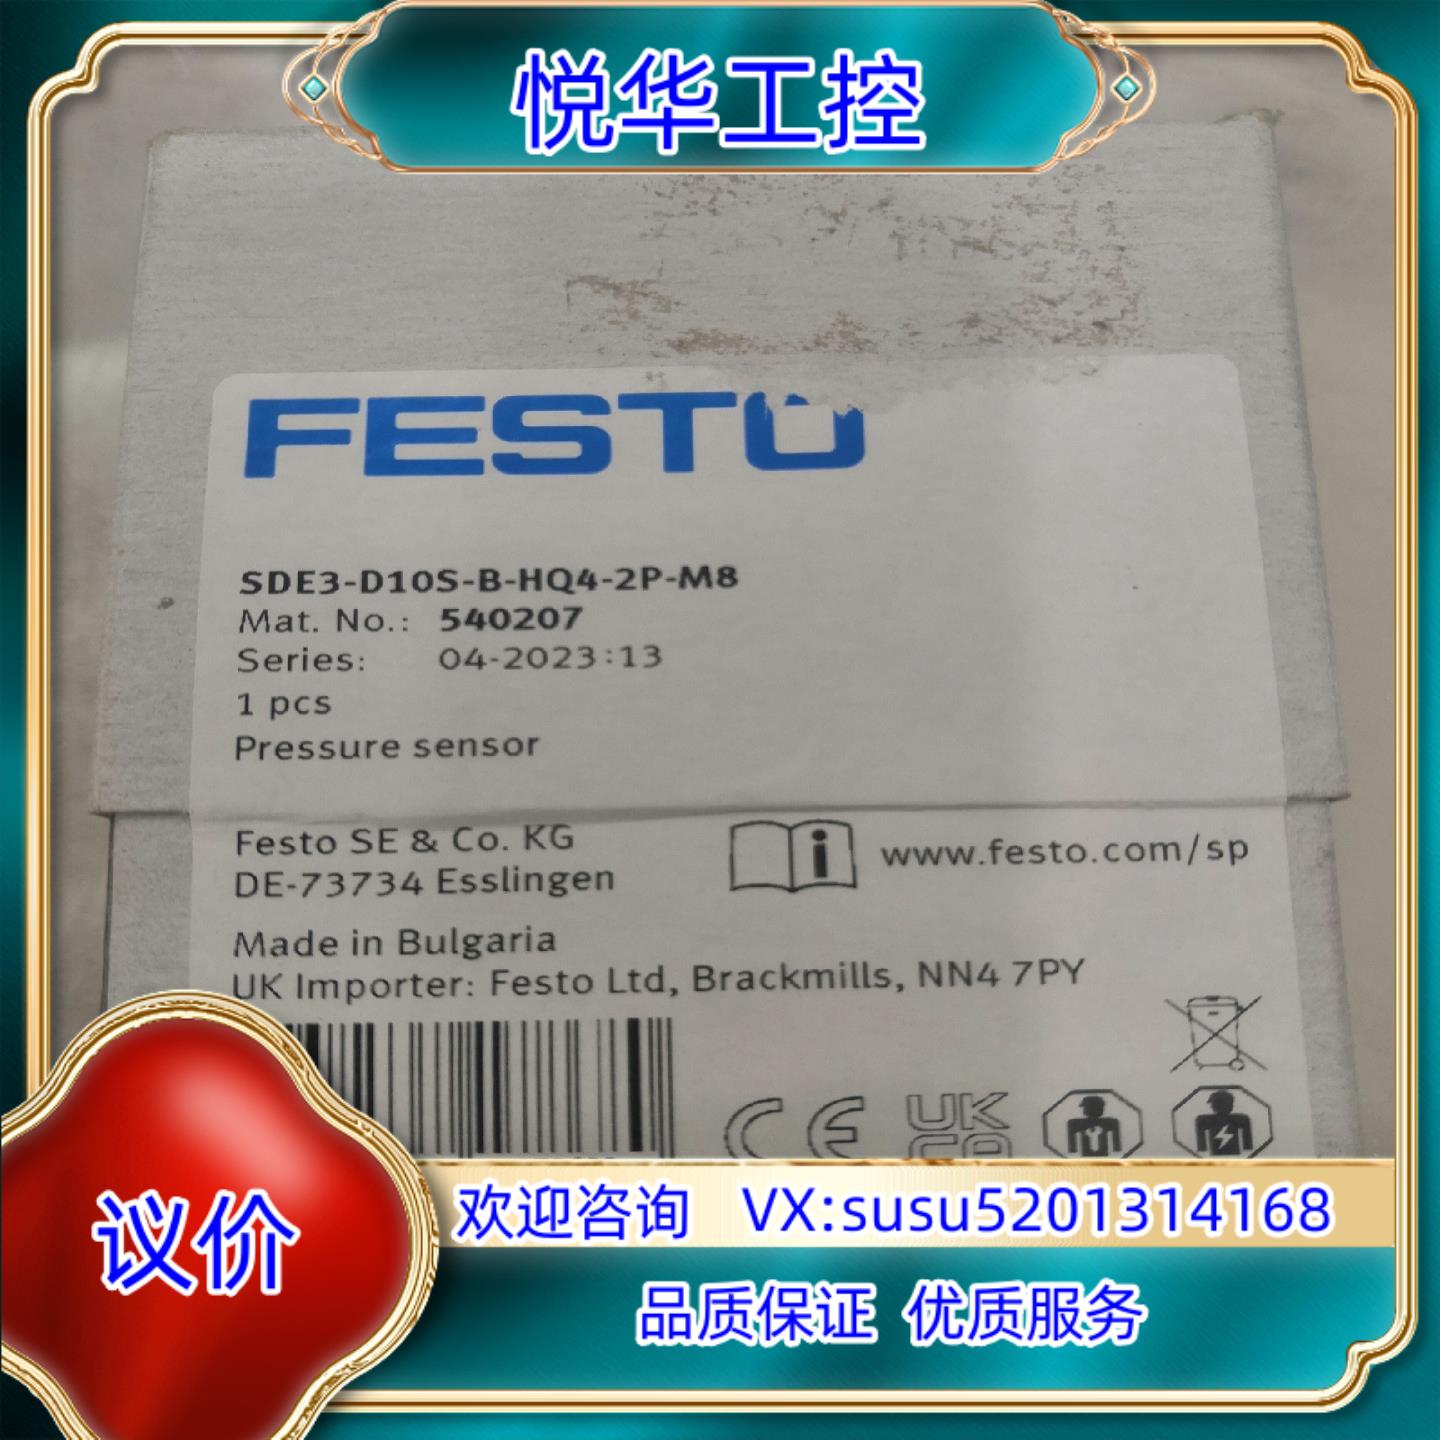 悦华工控
FESTO
SDE3-D10S-B-HQ4-2P-M8
Mat. No.: 540207
Series: 04-2023:13
1 pcs
Pressure sensor
Festo SE & Co. KG
DE-73734 Esslingen
www.festo.com/sp
Made in Bulgaria
UK Importer: Festo Ltd, Brackmills, NN4 7PY
CE
UK
CA
议价
欢迎咨询 VX:susu5201314168
品质保证 优质服务